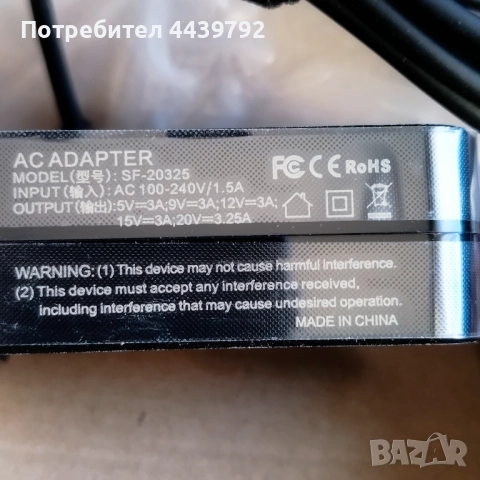 Потребител 4439792
AC ADAPTER
MODEL(型号): SF-20325
INPUT(输入): AC 100-240V/1.5A
OUTPUT(输出):5V⎓3A;9V⎓3A;12V⎓3A;
15V⎓3A;20V⎓3.25A
FC CE RoHS
WARNING: (1) This device may not cause harmful interference.
(2) This device must accept any interference received,
including interference that may cause undesired operation.
MADE IN CHINA
BAZAR